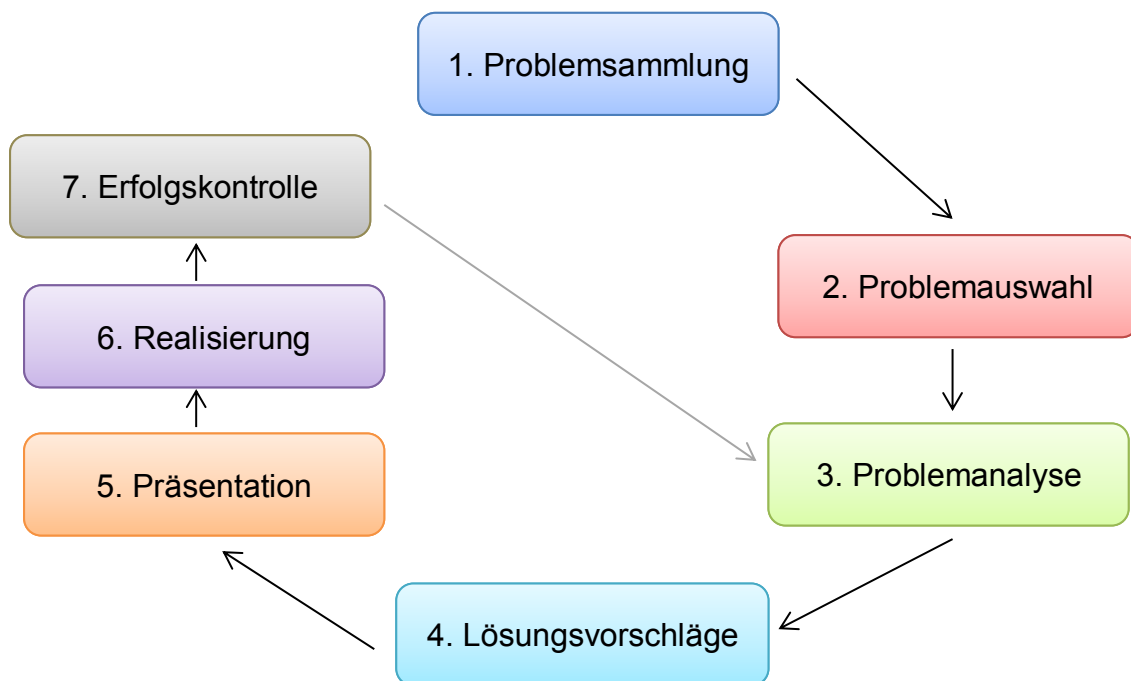 1. Problemsammlung
2. Problemauswahl
3. Problemanalyse
4. Lösungsvorschläge
5. Präsentation
6. Realisierung
7. Erfolgskontrolle